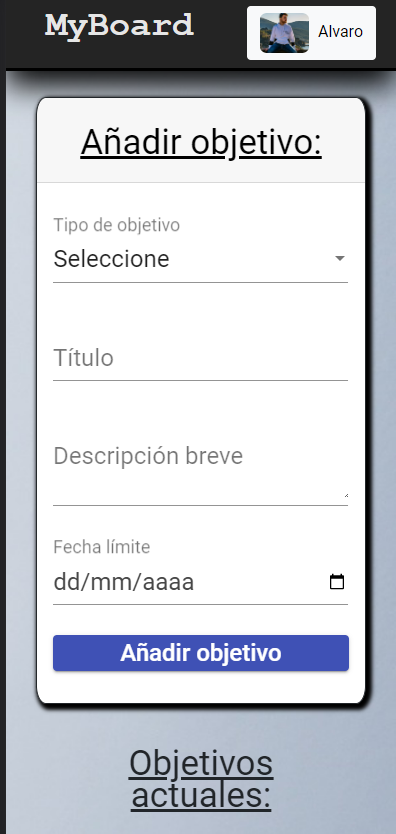 MyBoard
Alvaro
Añadir objetivo:
Tipo de objetivo
Seleccione
Título
Descripción breve
Fecha límite
dd/mm/aaaa
Añadir objetivo
Objetivos
actuales: